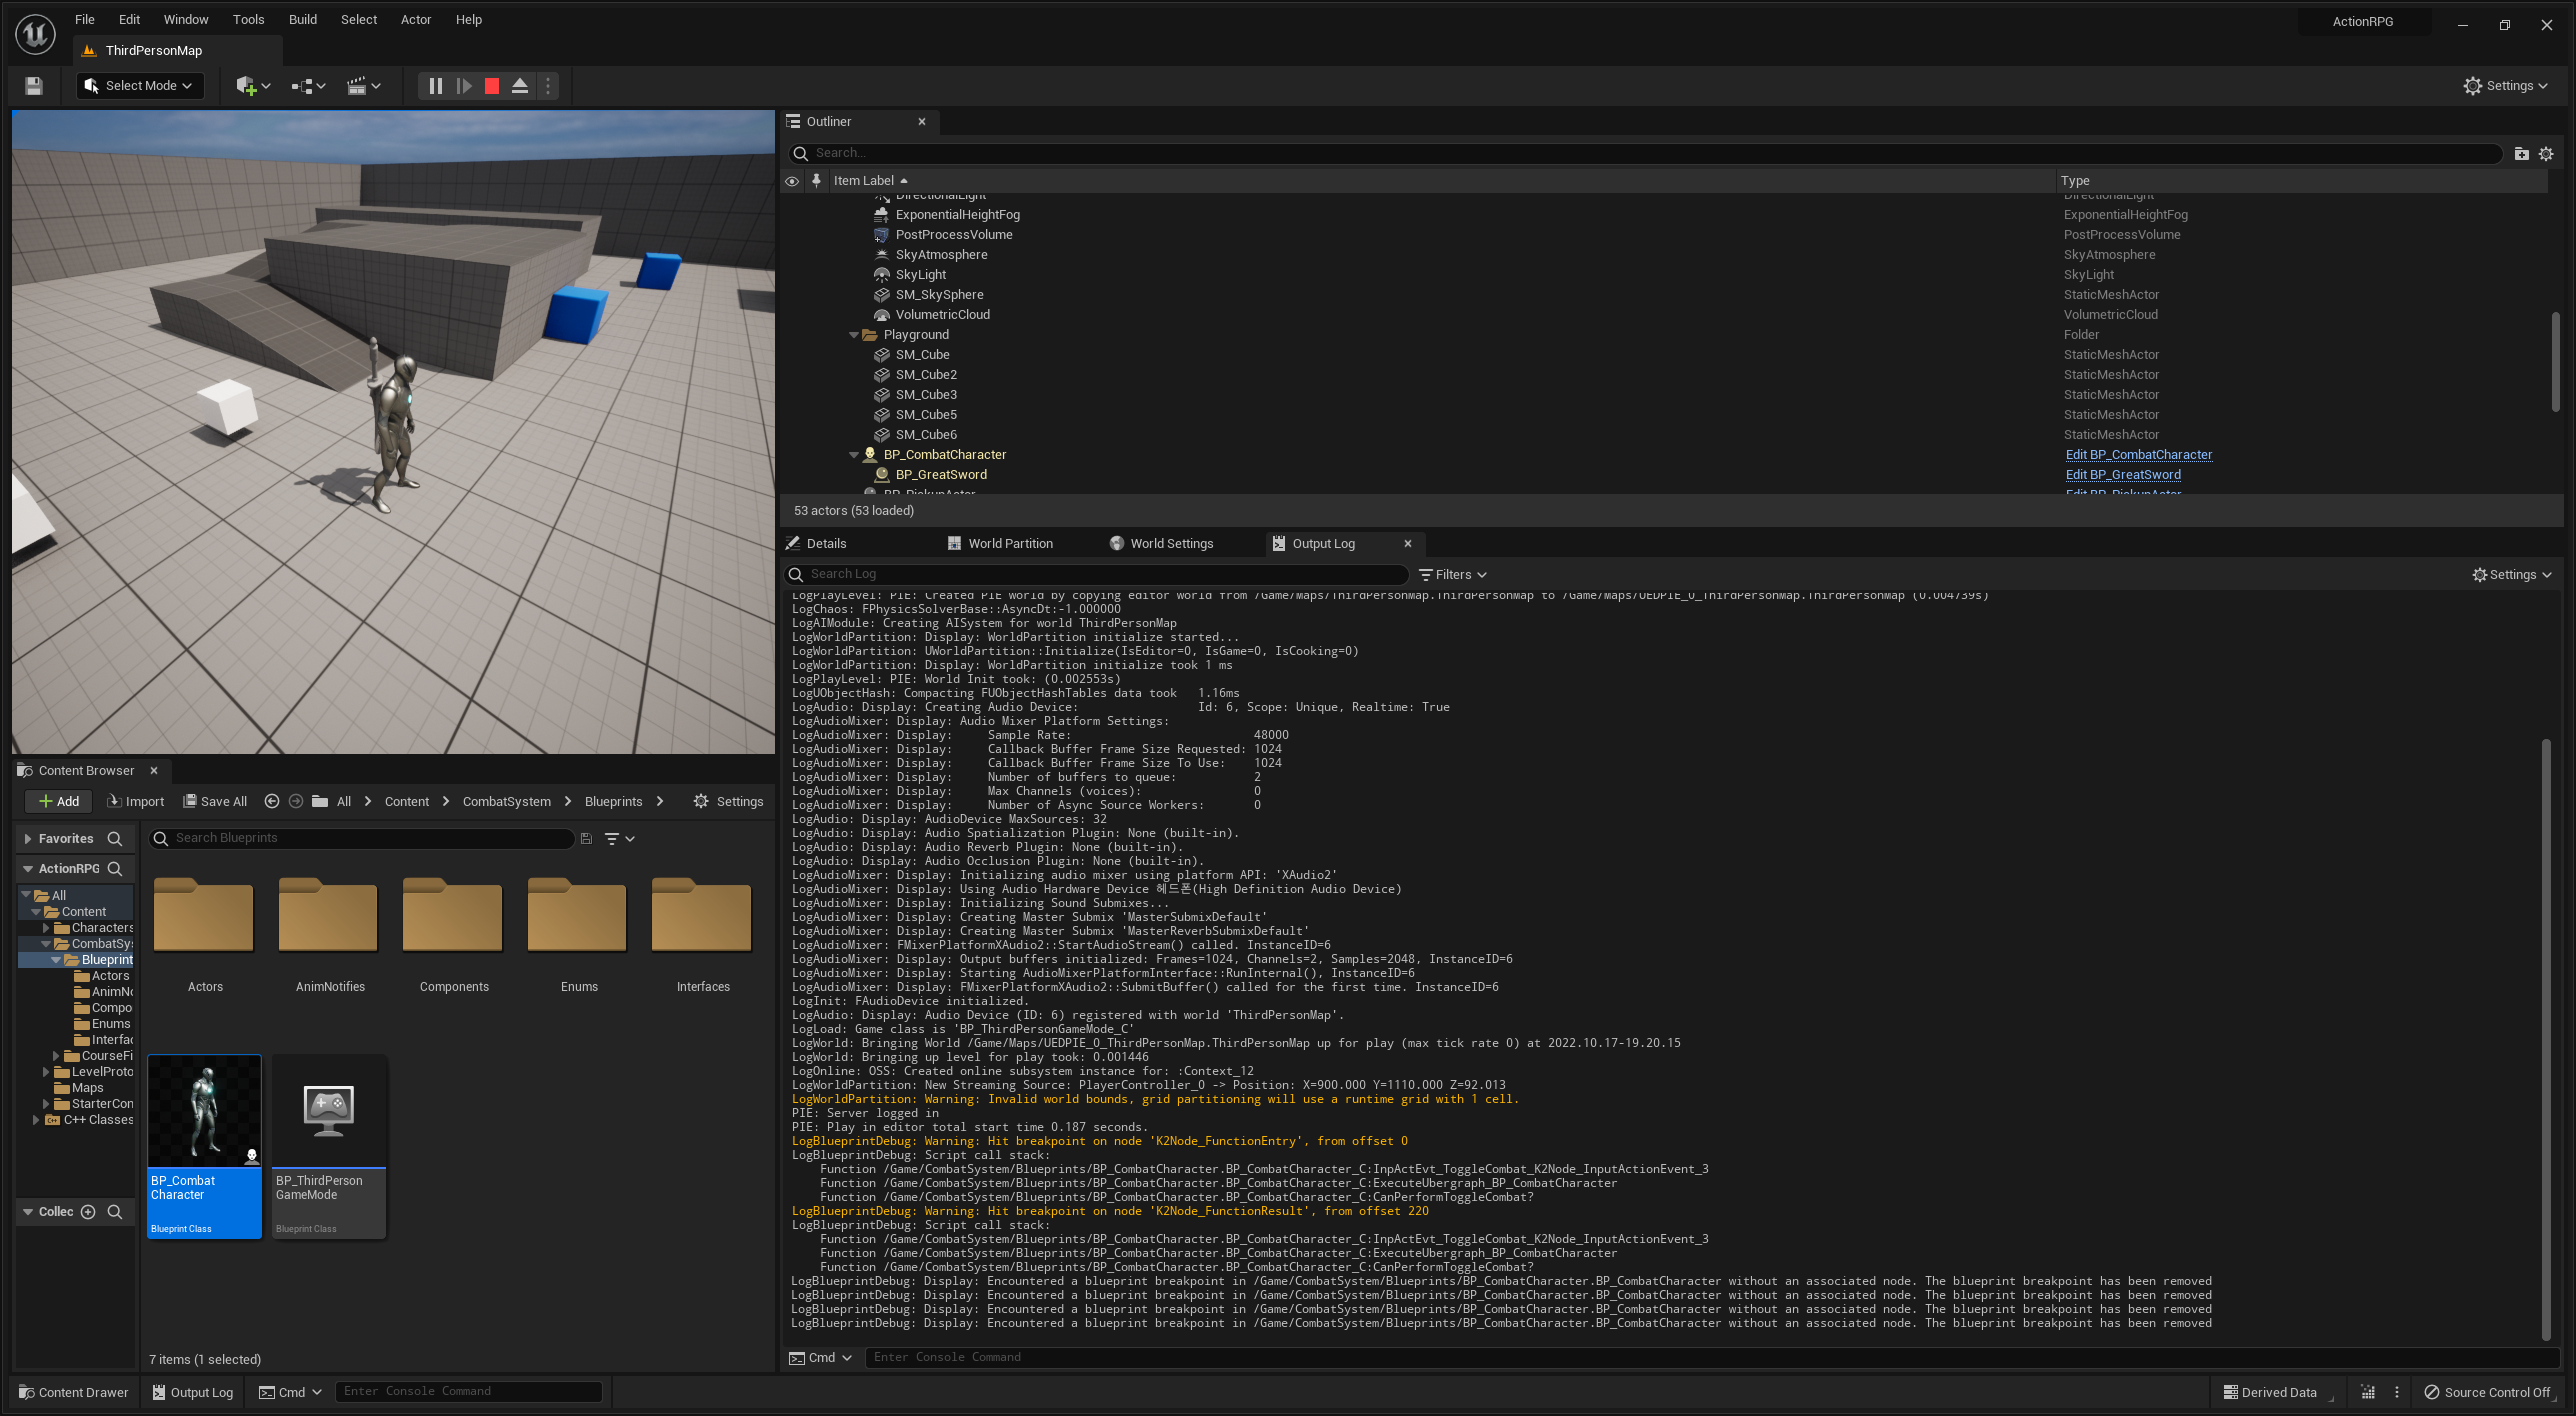 File Edit Window Tools Build Select Actor Help
ActionRPG
ThirdPersonMap
Select Mode
Settings
Outliner
Search...
Item Label Type
DirectionalLight DirectionalLight
ExponentialHeightFog ExponentialHeightFog
PostProcessVolume PostProcessVolume
SkyAtmosphere SkyAtmosphere
SkyLight SkyLight
SM_SkySphere StaticMeshActor
VolumetricCloud VolumetricCloud
Playground Folder
SM_Cube StaticMeshActor
SM_Cube2 StaticMeshActor
SM_Cube3 StaticMeshActor
SM_Cube5 StaticMeshActor
SM_Cube6 StaticMeshActor
BP_CombatCharacter Edit BP_CombatCharacter
BP_GreatSword Edit BP_GreatSword
BP_PickupActor Edit BP_PickupActor
53 actors (53 loaded)
Details World Partition World Settings Output Log
Search Log Filters Settings
LogPlayLevel: PIE: Created PIE world by copying editor world from /Game/Maps/ThirdPersonMap.ThirdPersonMap to /Game/Maps/UEDPIE_0_ThirdPersonMap.ThirdPersonMap (0.004739s)
LogChaos: FPhysicsSolverBase::AsyncDt:-1.000000
LogAIModule: Creating AISystem for world ThirdPersonMap
LogWorldPartition: Display: WorldPartition initialize started...
LogWorldPartition: UWorldPartition::Initialize(IsEditor=0, IsGame=0, IsCooking=0)
LogWorldPartition: Display: WorldPartition initialize took 1 ms
LogPlayLevel: PIE: World Init took: (0.002553s)
LogUObjectHash: Compacting FUObjectHashTables data took 1.16ms
LogAudio: Display: Creating Audio Device: Id: 6, Scope: Unique, Realtime: True
LogAudioMixer: Display: Audio Mixer Platform Settings:
LogAudioMixer: Display: Sample Rate: 48000
LogAudioMixer: Display: Callback Buffer Frame Size Requested: 1024
LogAudioMixer: Display: Callback Buffer Frame Size To Use: 1024
LogAudioMixer: Display: Number of buffers to queue: 2
LogAudioMixer: Display: Max Channels (voices): 0
LogAudioMixer: Display: Number of Async Source Workers: 0
LogAudio: Display: AudioDevice MaxSources: 32
LogAudio: Display: Audio Spatialization Plugin: None (built-in).
LogAudio: Display: Audio Reverb Plugin: None (built-in).
LogAudio: Display: Audio Occlusion Plugin: None (built-in).
LogAudioMixer: Display: Initializing audio mixer using platform API: 'XAudio2'
LogAudioMixer: Display: Using Audio Hardware Device 헤드폰(High Definition Audio Device)
LogAudioMixer: Display: Initializing Sound Submixes...
LogAudioMixer: Display: Creating Master Submix 'MasterSubmixDefault'
LogAudioMixer: Display: Creating Master Submix 'MasterReverbSubmixDefault'
LogAudioMixer: FMixerPlatformXAudio2::StartAudioStream() called. InstanceID=6
LogAudioMixer: Display: Output buffers initialized: Frames=1024, Channels=2, Samples=2048, InstanceID=6
LogAudioMixer: Display: Starting AudioMixerPlatformInterface::RunInternal(), InstanceID=6
LogAudioMixer: Display: FMixerPlatformXAudio2::SubmitBuffer() called for the first time. InstanceID=6
LogInit: FAudioDevice initialized.
LogAudio: Display: Audio Device (ID: 6) registered with world 'ThirdPersonMap'.
LogLoad: Game class is 'BP_ThirdPersonGameMode_C'
LogWorld: Bringing World /Game/Maps/UEDPIE_0_ThirdPersonMap.ThirdPersonMap up for play (max tick rate 0) at 2022.10.17-19.20.15
LogWorld: Bringing up level for play took: 0.001446
LogOnline: OSS: Created online subsystem instance for: :Context_12
LogWorldPartition: New Streaming Source: PlayerController_0 -> Position: X=900.000 Y=1110.000 Z=92.013
LogWorldPartition: Warning: Invalid world bounds, grid partitioning will use a runtime grid with 1 cell.
PIE: Server logged in
PIE: Play in editor total start time 0.187 seconds.
LogBlueprintDebug: Warning: Hit breakpoint on node 'K2Node_FunctionEntry', from offset 0
LogBlueprintDebug: Script call stack:
Function /Game/CombatSystem/Blueprints/BP_CombatCharacter.BP_CombatCharacter_C:InpActEvt_ToggleCombat_K2Node_InputActionEvent_3
Function /Game/CombatSystem/Blueprints/BP_CombatCharacter.BP_CombatCharacter_C:ExecuteUbergraph_BP_CombatCharacter
Function /Game/CombatSystem/Blueprints/BP_CombatCharacter.BP_CombatCharacter_C:CanPerformToggleCombat?
LogBlueprintDebug: Warning: Hit breakpoint on node 'K2Node_FunctionResult', from offset 220
LogBlueprintDebug: Script call stack:
Function /Game/CombatSystem/Blueprints/BP_CombatCharacter.BP_CombatCharacter_C:InpActEvt_ToggleCombat_K2Node_InputActionEvent_3
Function /Game/CombatSystem/Blueprints/BP_CombatCharacter.BP_CombatCharacter_C:ExecuteUbergraph_BP_CombatCharacter
Function /Game/CombatSystem/Blueprints/BP_CombatCharacter.BP_CombatCharacter_C:CanPerformToggleCombat?
LogBlueprintDebug: Display: Encountered a blueprint breakpoint in /Game/CombatSystem/Blueprints/BP_CombatCharacter.BP_CombatCharacter without an associated node. The blueprint breakpoint has been removed
LogBlueprintDebug: Display: Encountered a blueprint breakpoint in /Game/CombatSystem/Blueprints/BP_CombatCharacter.BP_CombatCharacter without an associated node. The blueprint breakpoint has been removed
LogBlueprintDebug: Display: Encountered a blueprint breakpoint in /Game/CombatSystem/Blueprints/BP_CombatCharacter.BP_CombatCharacter without an associated node. The blueprint breakpoint has been removed
LogBlueprintDebug: Display: Encountered a blueprint breakpoint in /Game/CombatSystem/Blueprints/BP_CombatCharacter.BP_CombatCharacter without an associated node. The blueprint breakpoint has been removed
Cmd Enter Console Command
Content Browser
Add Import Save All All Content CombatSystem Blueprints Settings
Favorites
ActionRPG
All
Content
Characters
CombatSy
Blueprint
Actors
AnimNo
Compo
Enums
Interfac
CourseFi
LevelProto
Maps
StarterCon
C++ Classes
Collec
Search Blueprints
Actors AnimNotifies Components Enums Interfaces
BP_Combat
Character
Blueprint Class
BP_ThirdPerson
GameMode
Blueprint Class
7 items (1 selected)
Content Drawer Output Log Cmd Enter Console Command Derived Data Source Control Off